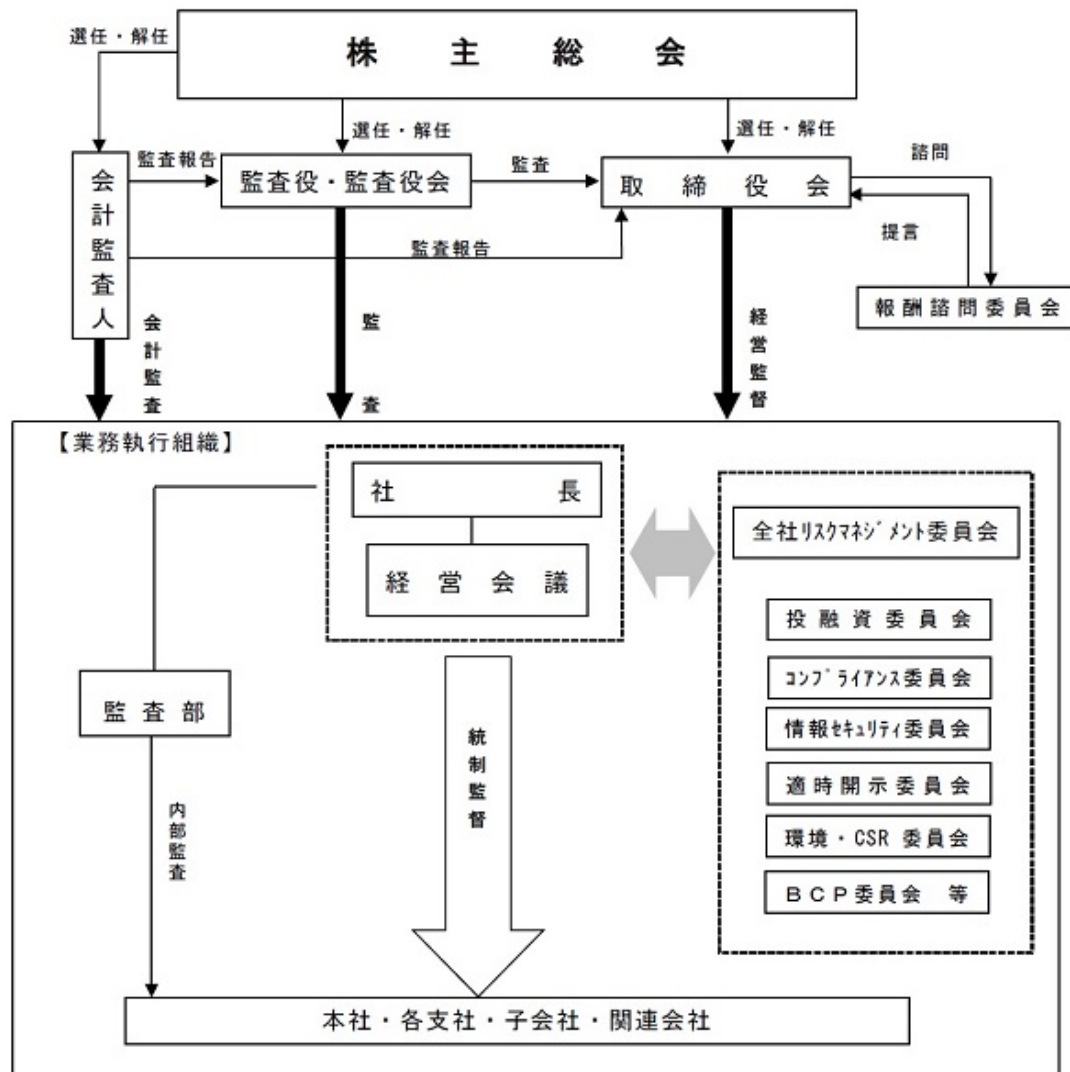 選任・解任
株主総会
選任・解任
選任・解任
会計監査人
監査報告
監査役・監査役会
監査
取締役会
諮問
監査報告
提言
報酬諮問委員会
会計監査
監査
経営監督
【業務執行組織】
社長
経営会議
全社ﾘｽｸﾏﾈｼﾞﾒﾝﾄ委員会
投融資委員会
ｺﾝﾌﾟﾗｲｱﾝｽ委員会
監査部
情報ｾｷｭﾘﾃｨ委員会
統制監督
適時開示委員会
内部監査
環境・CSR 委員会
ＢＣＰ委員会 等
本社・各支社・子会社・関連会社